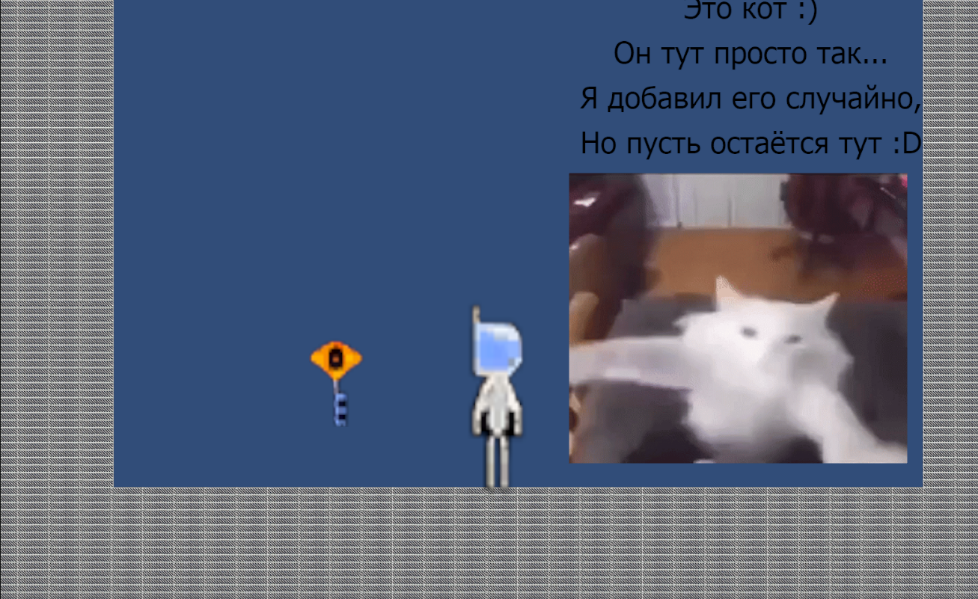 Это кот :)
Он тут просто так...
Я добавил его случайно,
Но пусть остаётся тут :D